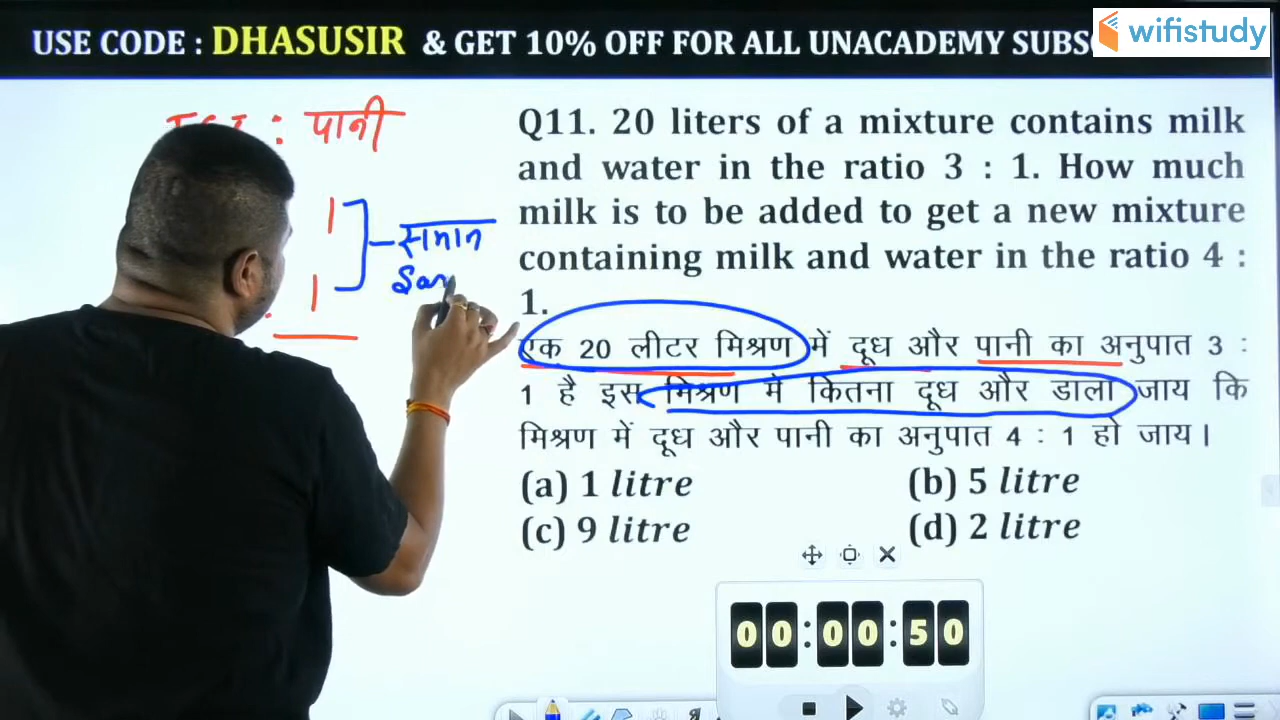 USE CODE : DHASUSIR & GET 10% OFF FOR ALL UNACADEMY SUBS
wifistudy
: पानी
1
समान
1
Q11. 20 liters of a mixture contains milk
and water in the ratio 3 : 1. How much
milk is to be added to get a new mixture
containing milk and water in the ratio 4 :
1.
एक 20 लीटर मिश्रण में दूध और पानी का अनुपात 3 :
1 है इस मिश्रण में कितना दूध और डाला जाय कि
मिश्रण में दूध और पानी का अनुपात 4 : 1 हो जाय।
(a) 1 litre (b) 5 litre
(c) 9 litre (d) 2 litre
00:00:50